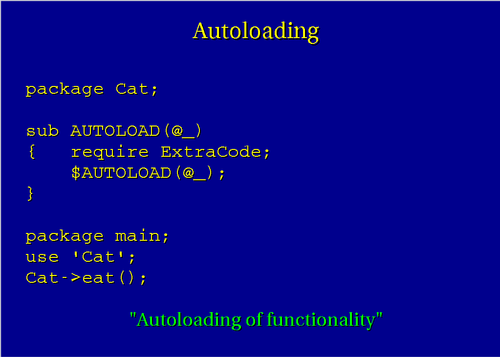 Autoloading
package Cat;
sub AUTOLOAD(@_)
{   require ExtraCode;
    $AUTOLOAD(@_);
}
package main;
use 'Cat';
Cat->eat();
"Autoloading of functionality"